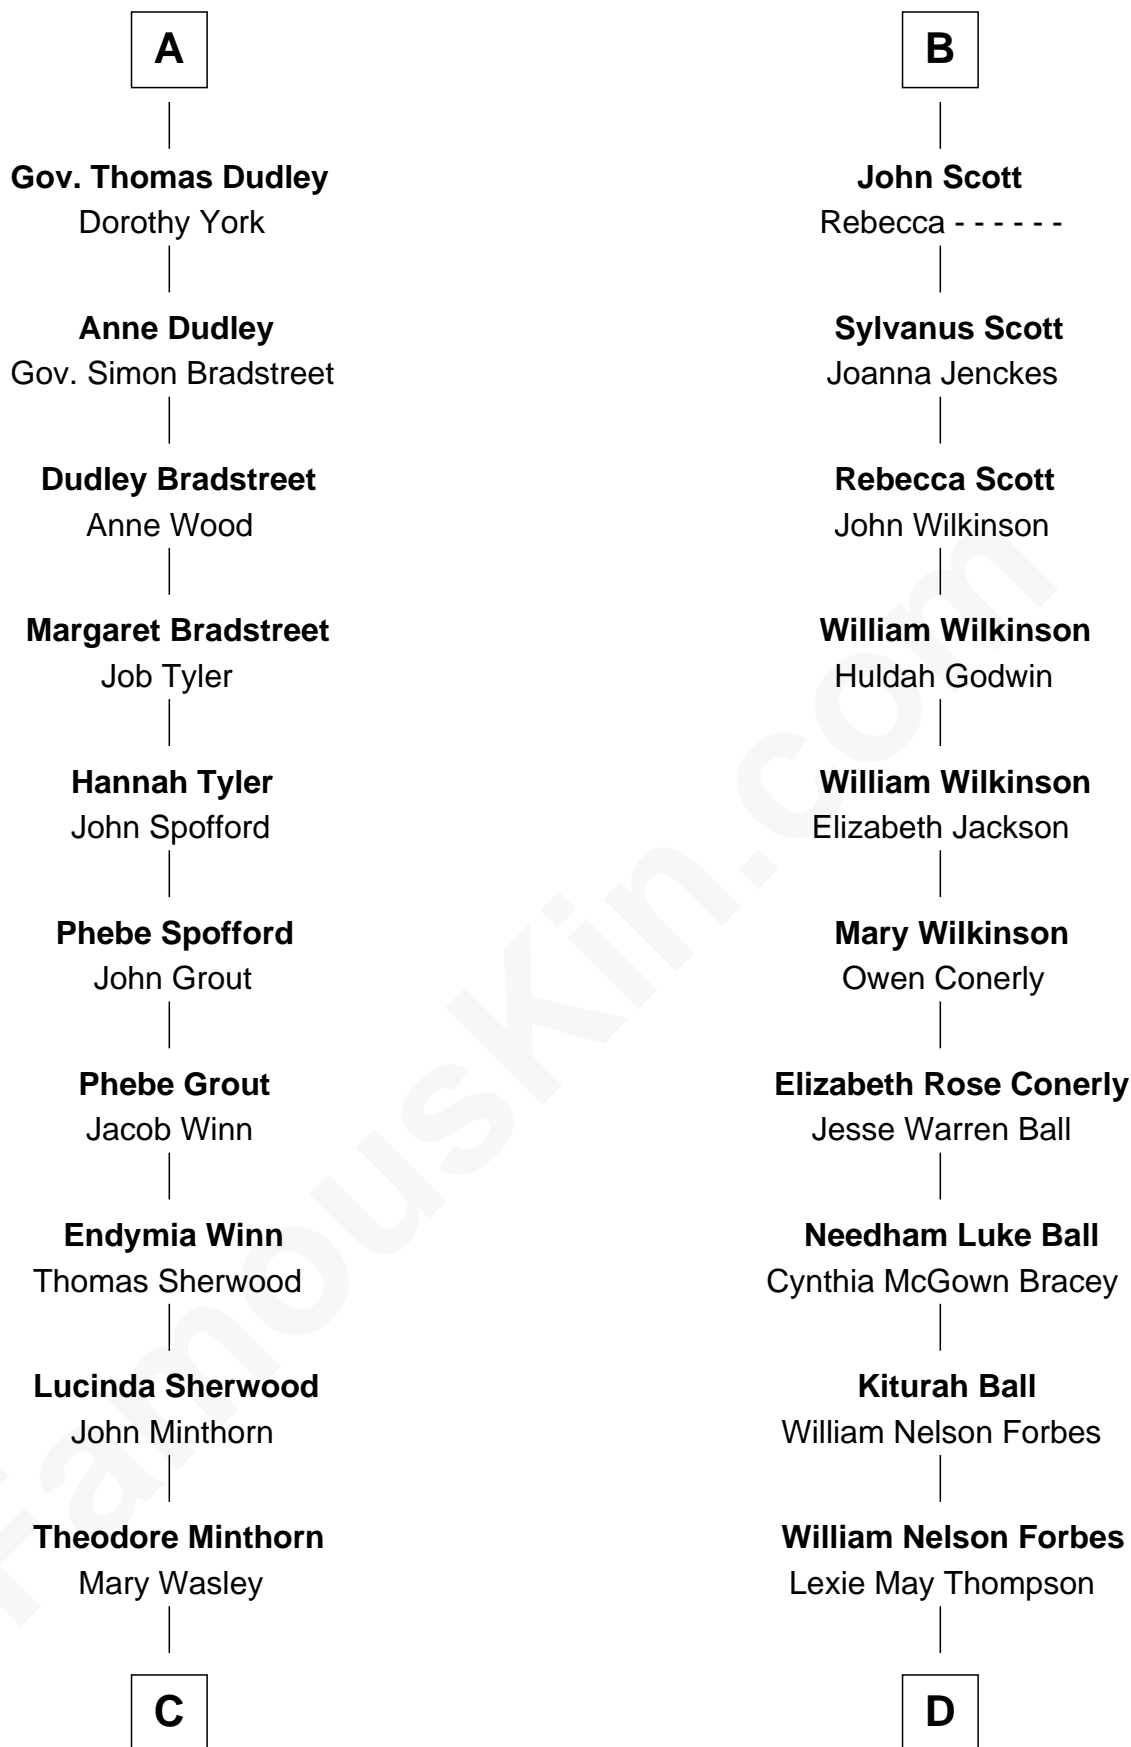 A
Gov. Thomas Dudley
Dorothy York
Anne Dudley
Gov. Simon Bradstreet
Dudley Bradstreet
Anne Wood
Margaret Bradstreet
Job Tyler
Hannah Tyler
John Spofford
Phebe Spofford
John Grout
Phebe Grout
Jacob Winn
Endymia Winn
Thomas Sherwood
Lucinda Sherwood
John Minthorn
Theodore Minthorn
Mary Wasley
C
B
John Scott
Rebecca - - - - - -
Sylvanus Scott
Joanna Jenckes
Rebecca Scott
John Wilkinson
William Wilkinson
Huldah Godwin
William Wilkinson
Elizabeth Jackson
Mary Wilkinson
Owen Conerly
Elizabeth Rose Conerly
Jesse Warren Ball
Needham Luke Ball
Cynthia McGown Bracey
Kiturah Ball
William Nelson Forbes
William Nelson Forbes
Lexie May Thompson
D
FamousKin.com